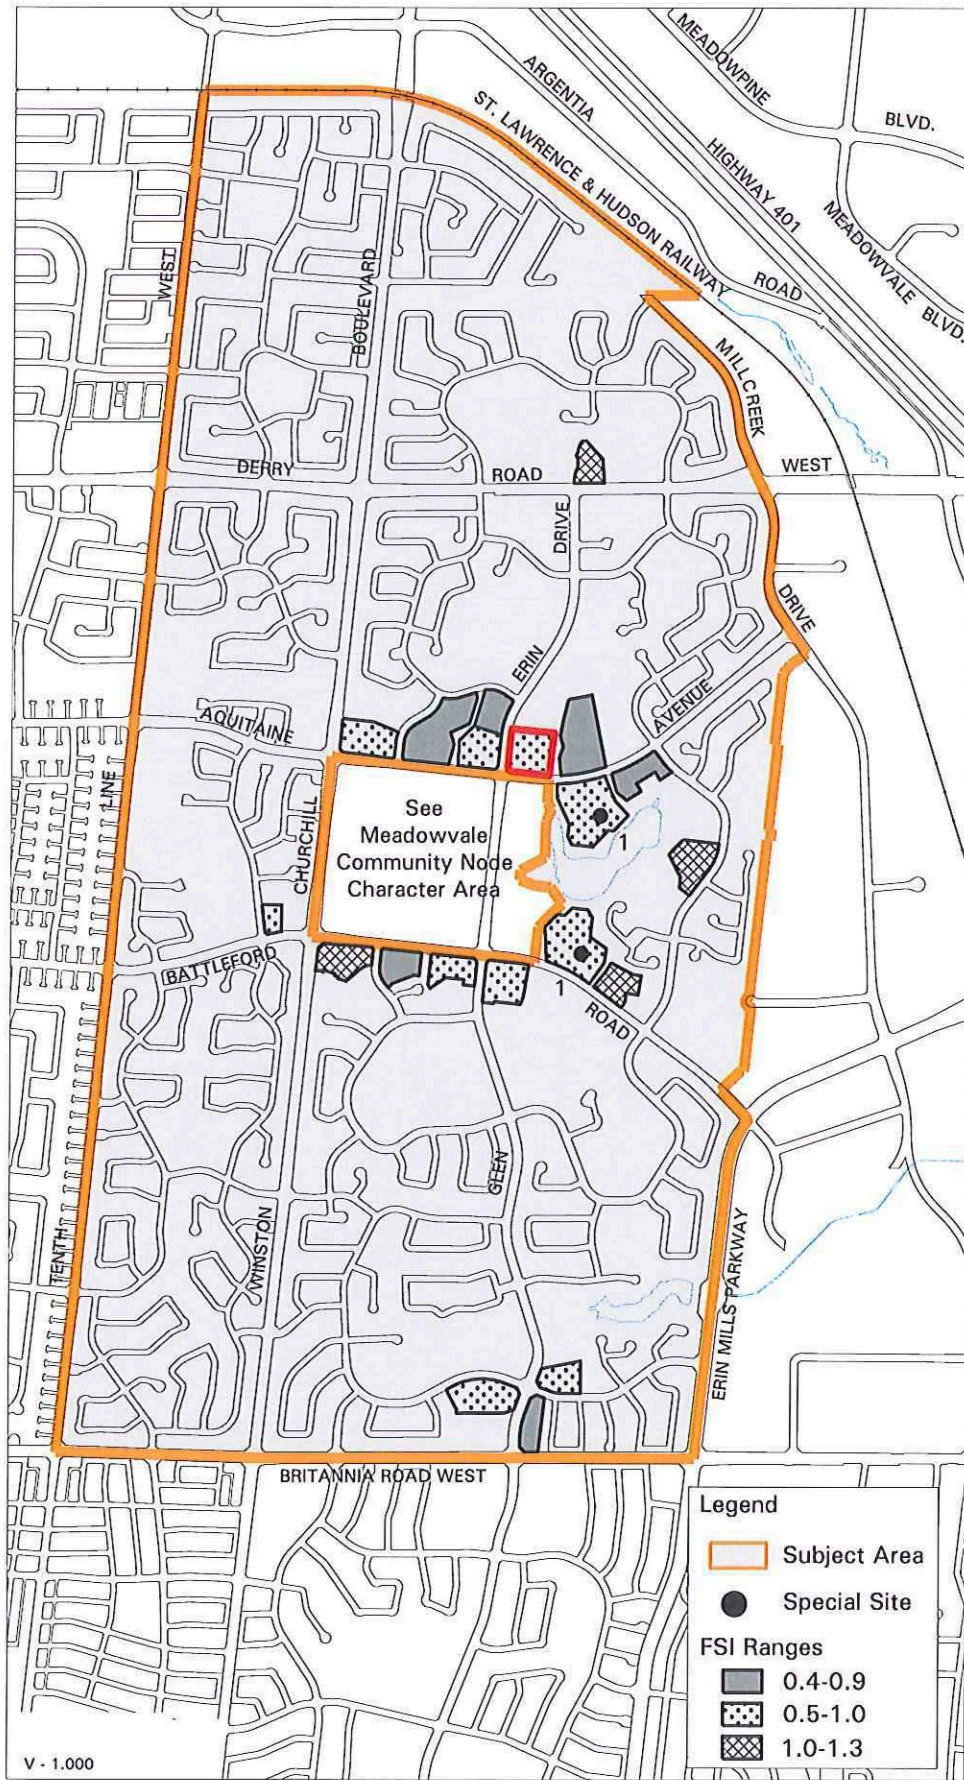 MEADOWPINE
BLVD.
ARGENTIA
ROAD
HIGHWAY 401
MEADOWVALE BLVD.
ST. LAWRENCE & HUDSON RAILWAY
WEST
BOULEVARD
MILLCREEK
DERRY
ROAD
WEST
DRIVE
DRIVE
ERIN
AVENUE
AQUITAINE
LINE
CHURCHILL
See
Meadowvale
Community Node
Character Area
1
BATTLEFORD
1
ROAD
GLEN
WINSTON
TENTH
ERIN MILLS PARKWAY
BRITANNIA ROAD WEST
Legend
Subject Area
Special Site
FSI Ranges
0.4-0.9
0.5-1.0
1.0-1.3
V - 1.000